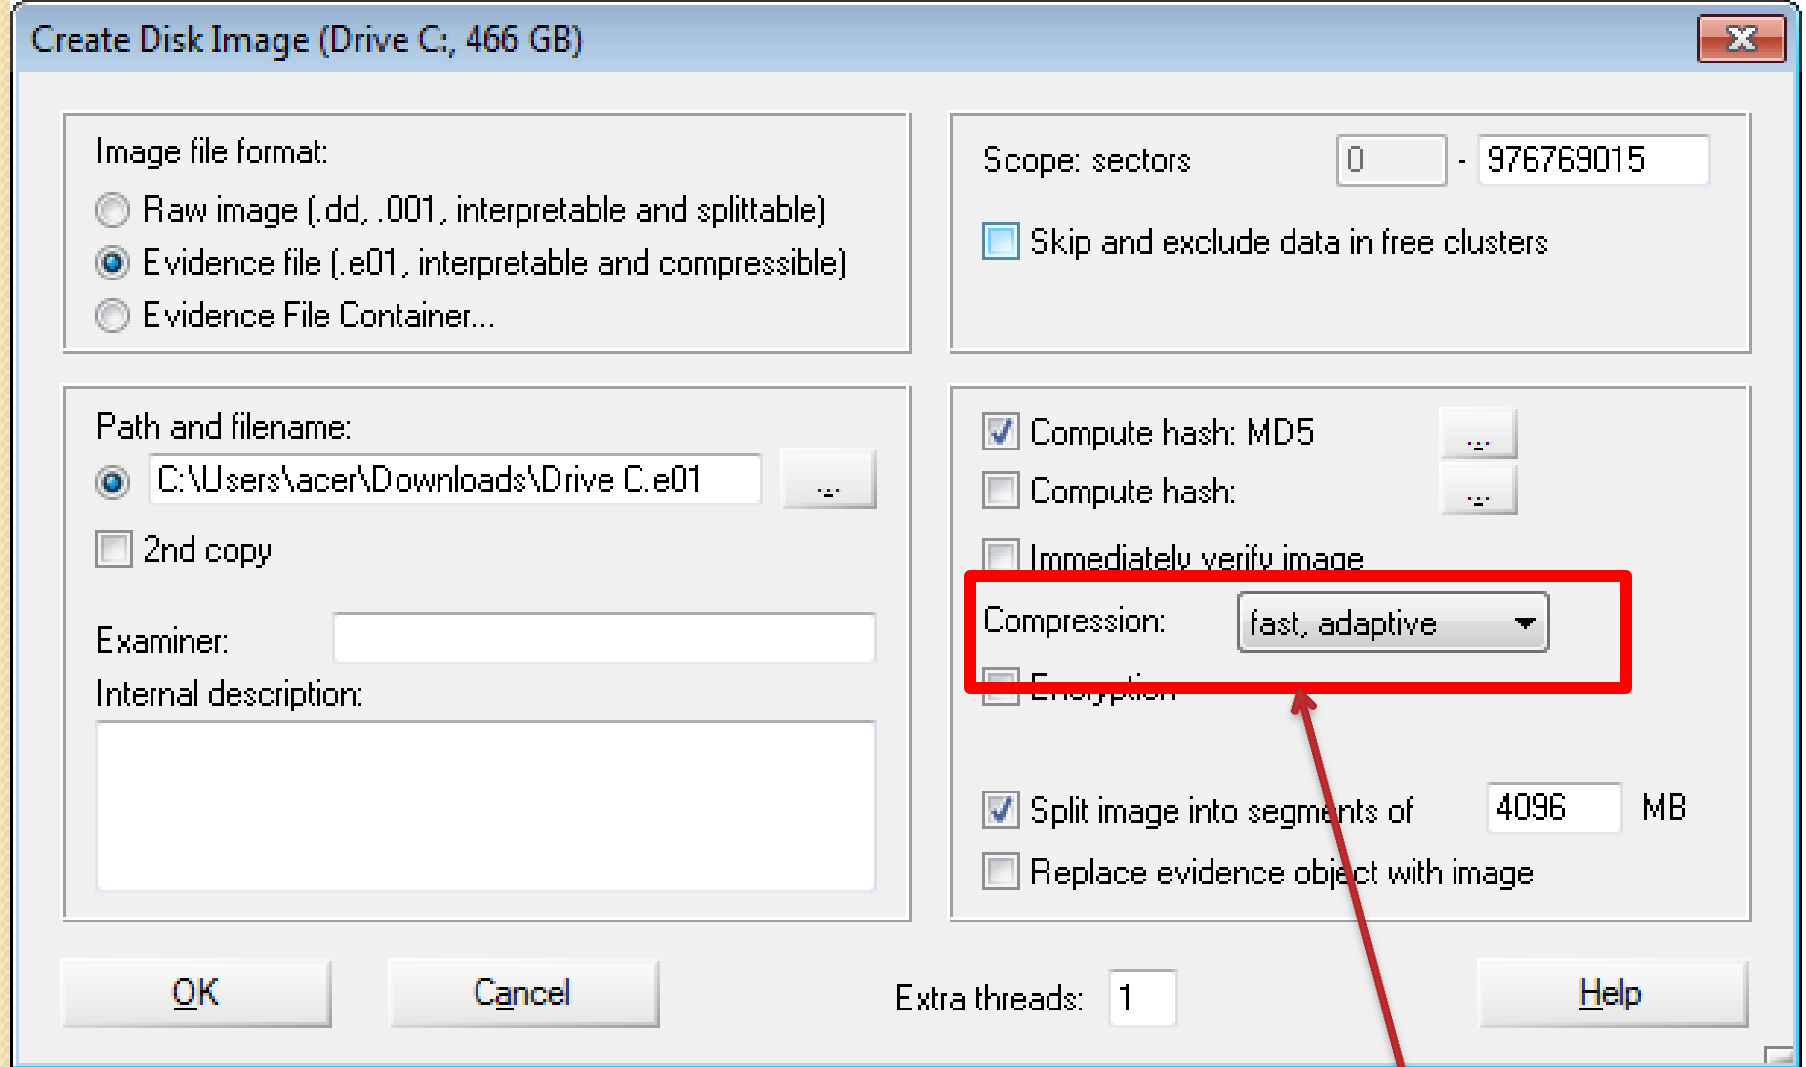 Create Disk Image (Drive C:, 466 GB)
Image file format:
Raw image (.dd, .001, interpretable and splittable)
Evidence file (.e01, interpretable and compressible)
Evidence File Container...
Scope: sectors 0 - 976769015
Skip and exclude data in free clusters
Path and filename:
C:\Users\acer\Downloads\Drive C.e01 ...
2nd copy
Examiner:
Internal description:
Compute hash: MD5 ...
Compute hash: ...
Immediately verify image
Compression: fast, adaptive
Encryption
Split image into segments of 4096 MB
Replace evidence object with image
OK Cancel Extra threads: 1 Help